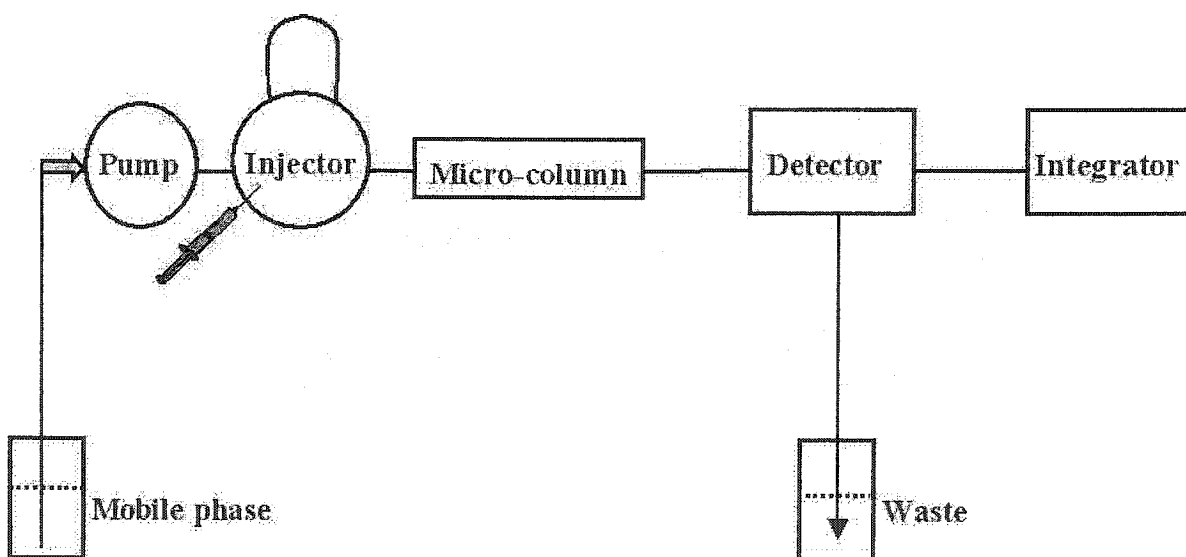 Pump
Injector
Micro-column
Detector
Integrator
Mobile phase
Waste